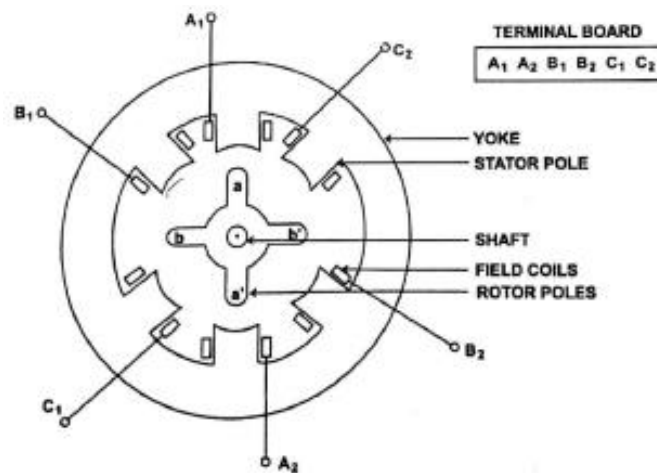 A1
C2
TERMINAL BOARD
A1 A2 B1 B2 C1 C2
B1
YOKE
STATOR POLE
a
b
b'
SHAFT
FIELD COILS
a'
ROTOR POLES
B2
C1
A2